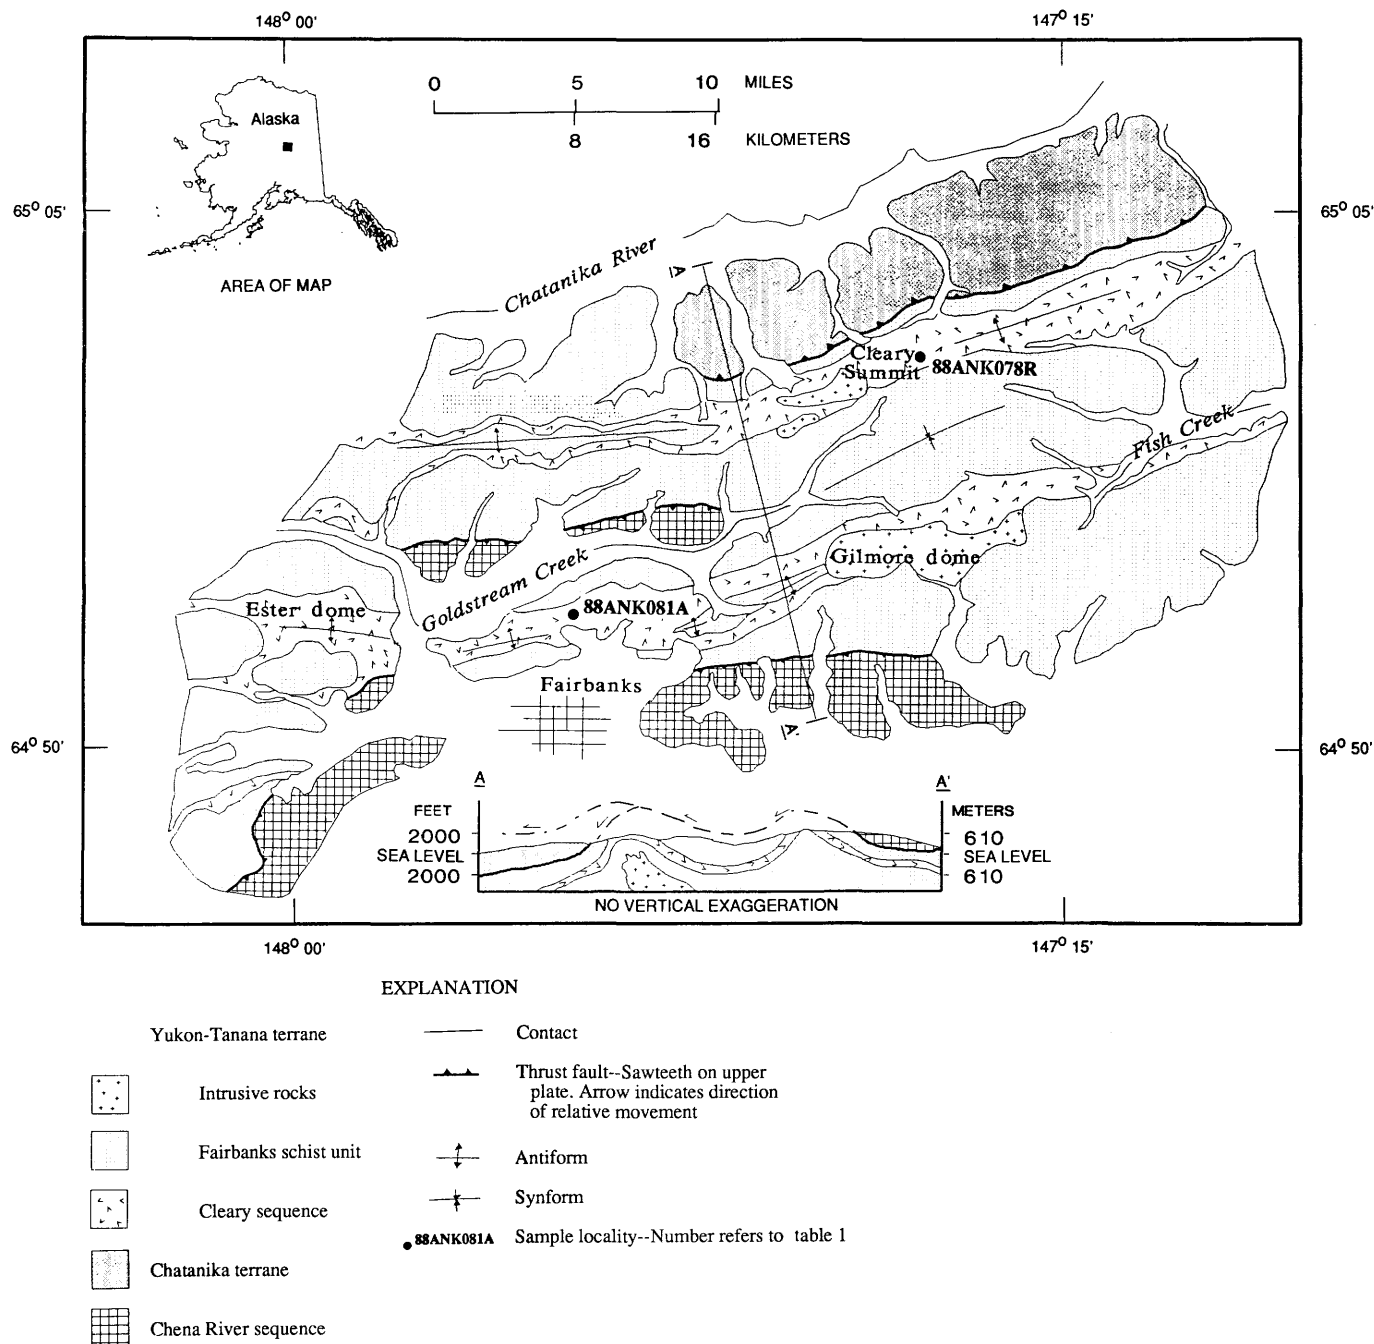 148° 00'
147° 15'
0 5 10 MILES
8 16 KILOMETERS
Alaska
AREA OF MAP
65° 05'
65° 05'
Chatanika River
A
Cleary
Summit
88ANK078R
Fish Creek
Gilmore dome
Goldstream Creek
88ANK081A
Ester dome
Fairbanks
A'
64° 50'
64° 50'
A
A'
FEET
METERS
2000
610
SEA LEVEL
SEA LEVEL
2000
610
NO VERTICAL EXAGGERATION
148° 00'
147° 15'
EXPLANATION
Yukon-Tanana terrane
Intrusive rocks
Fairbanks schist unit
Cleary sequence
Chatanika terrane
Chena River sequence
Contact
Thrust fault--Sawteeth on upper
plate. Arrow indicates direction
of relative movement
Antiform
Synform
88ANK081A Sample locality--Number refers to table 1